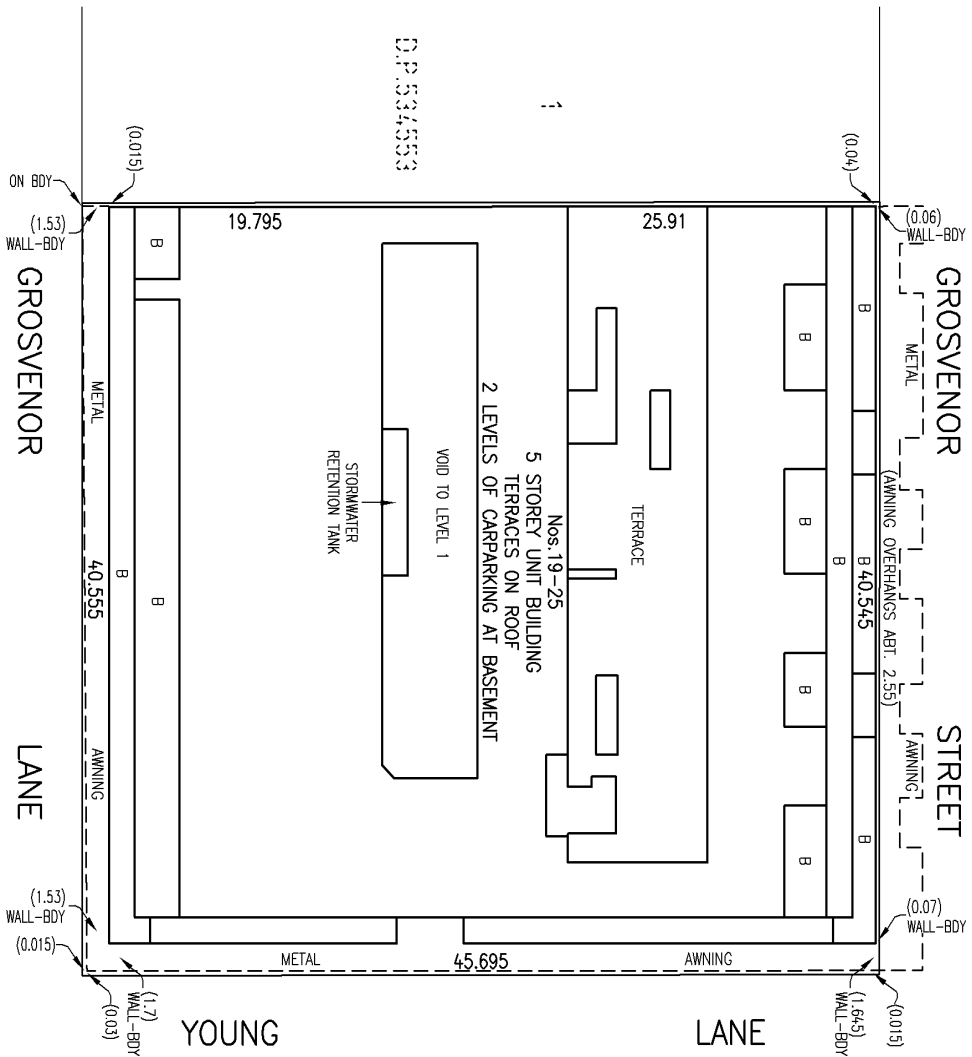 D.P.534553
1
(0.015)
(0.04)
ON BDY
(1.53)
WALL-BDY
19.795
25.91
(0.06)
WALL-BDY
GROSVENOR
LANE
GROSVENOR
STREET
METAL
AWNING
40.555
B
B
B
STORMWATER
RETENTION TANK
VOID TO LEVEL 1
Nos.19-25
5 STOREY UNIT BUILDING
TERRACES ON ROOF
2 LEVELS OF CARPARKING AT BASEMENT
TERRACE
B
B
B
B
B
B
B 40.545
B
(AWNING OVERHANGS ABT. 2.55)
METAL
AWNING
(1.53)
WALL-BDY
(0.015)
(0.03)
(1.7)
WALL-BDY
METAL
45.695
AWNING
(0.07)
WALL-BDY
(1.645)
WALL-BDY
(0.015)
YOUNG
LANE